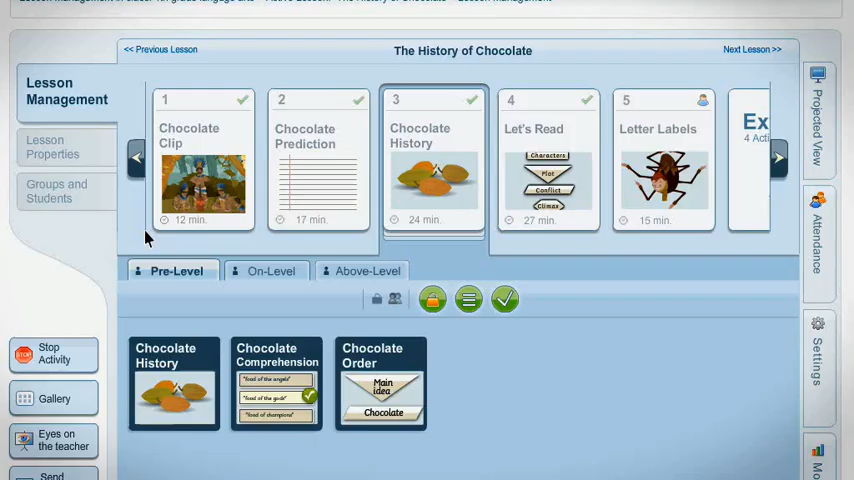 << Previous Lesson
The History of Chocolate
Next Lesson >>
Lesson
Management
Lesson
Properties
Groups and
Students
1
Chocolate
Clip
12 min.
2
Chocolate
Prediction
17 min.
3
Chocolate
History
24 min.
4
Let's Read
Characters
Plot
Conflict
Climax
27 min.
5
Letter Labels
15 min.
Ex
4 Acti
Projected View
Attendance
Settings
Mo
Pre-Level
On-Level
Above-Level
Stop
Activity
STOP
Gallery
Eyes on
the teacher
Send
Chocolate
History
Chocolate
Comprehension
"food of the angels"
"food of the gods"
"food of champions"
Chocolate
Order
Main
idea
Chocolate